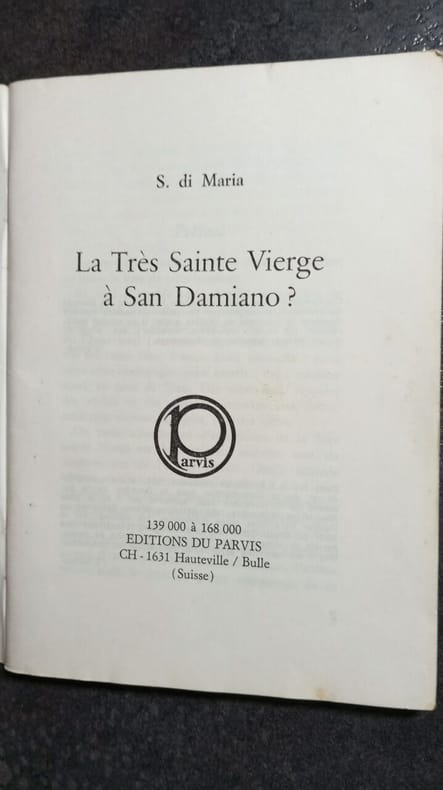 S. di Maria
La Très Sainte Vierge
à San Damiano ?
Parvis
139 000 à 168 000
EDITIONS DU PARVIS
CH - 1631 Hauteville / Bulle
(Suisse)